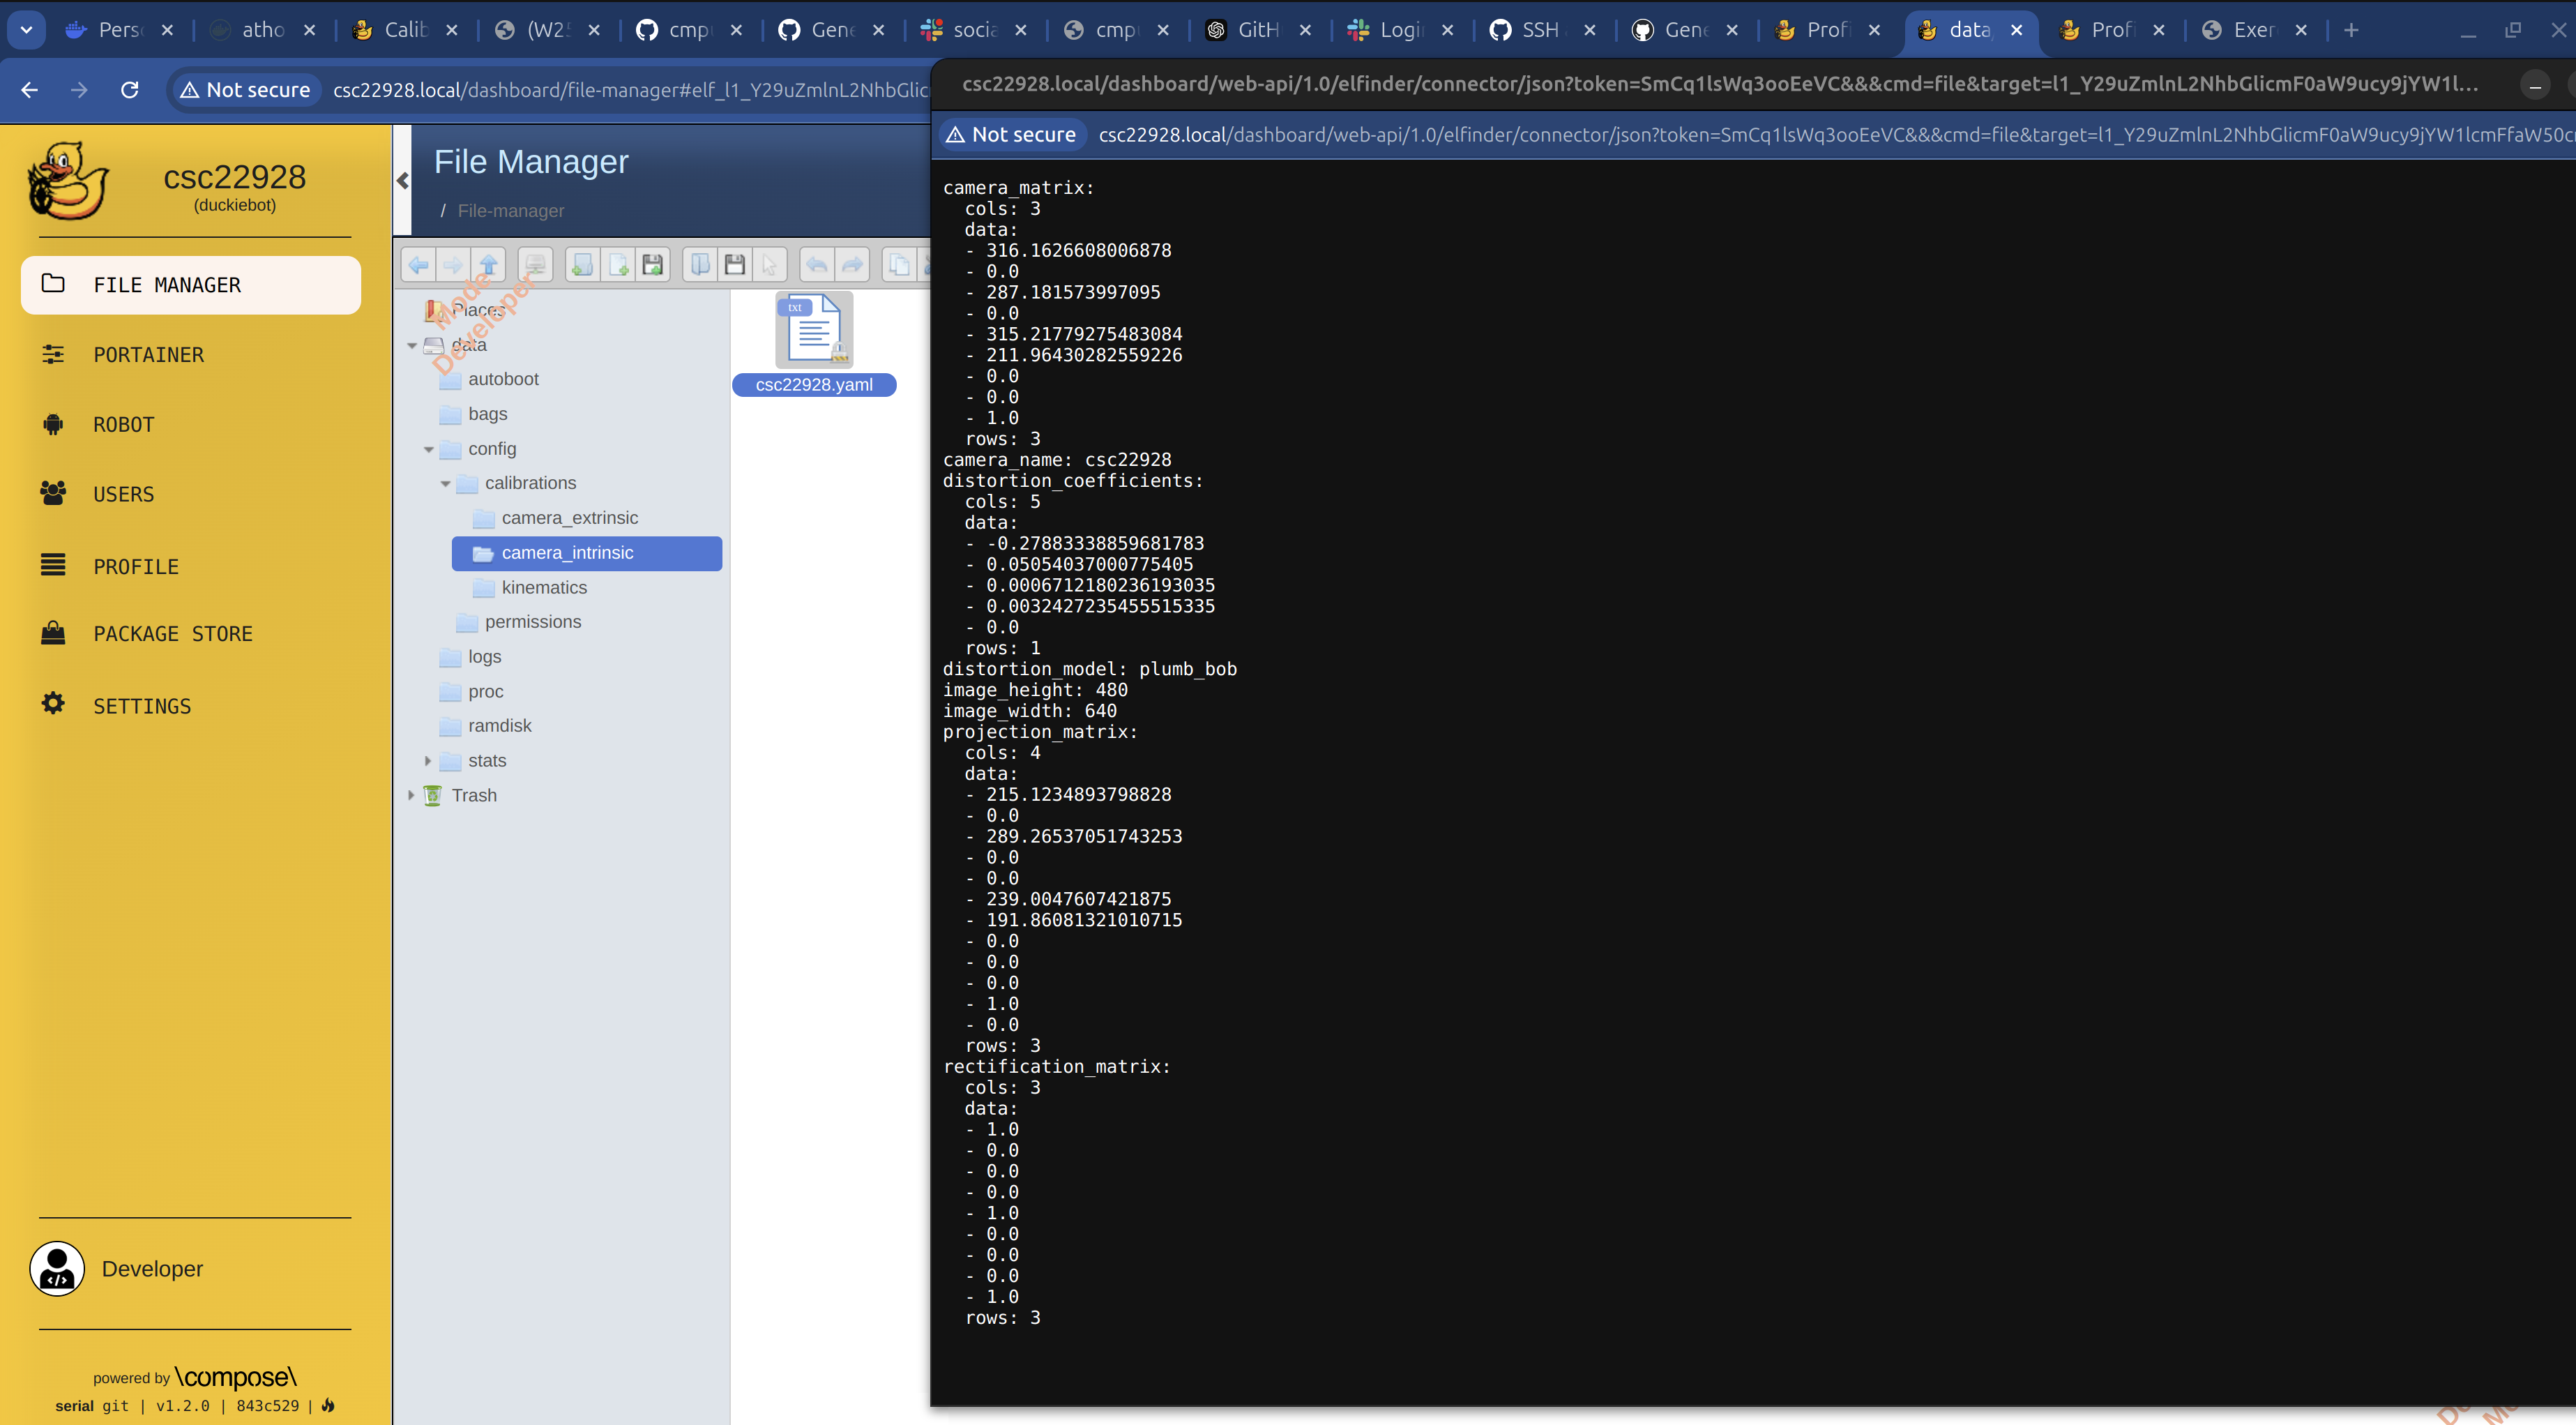 Pers
atho
Calib
(W25
cmp
Gene
socia
cmp
GitH
Login
SSH
Gene
Profi
data
Profi
Exer
Not secure
csc22928.local/dashboard/file-manager#elf_l1_Y29uZmlnL2NhbGlic
csc22928.local/dashboard/web-api/1.0/elfinder/connector/json?token=SmCq1lsWq3ooEeVC&&&cmd=file&target=l1_Y29uZmlnL2NhbGlicmF0aW9ucy9jYW1l...
Not secure
csc22928.local/dashboard/web-api/1.0/elfinder/connector/json?token=SmCq1lsWq3ooEeVC&&&cmd=file&target=l1_Y29uZmlnL2NhbGlicmF0aW9ucy9jYW1lcmFfaW50c
csc22928
(duckiebot)
FILE MANAGER
PORTAINER
ROBOT
USERS
PROFILE
PACKAGE STORE
SETTINGS
Developer
powered by \compose\
serial git | v1.2.0 | 843c529 |
File Manager
/ File-manager
Developer
Mode
Places
data
autoboot
bags
config
calibrations
camera_extrinsic
camera_intrinsic
kinematics
permissions
logs
proc
ramdisk
stats
Trash
txt
csc22928.yaml
camera_matrix:
cols: 3
data:
- 316.1626608006878
- 0.0
- 287.181573997095
- 0.0
- 315.21779275483084
- 211.96430282559226
- 0.0
- 0.0
- 1.0
rows: 3
camera_name: csc22928
distortion_coefficients:
cols: 5
data:
- -0.27883338859681783
- 0.05054037000775405
- 0.0006712180236193035
- 0.0032427235455515335
- 0.0
rows: 1
distortion_model: plumb_bob
image_height: 480
image_width: 640
projection_matrix:
cols: 4
data:
- 215.1234893798828
- 0.0
- 289.26537051743253
- 0.0
- 0.0
- 239.0047607421875
- 191.86081321010715
- 0.0
- 0.0
- 0.0
- 1.0
- 0.0
rows: 3
rectification_matrix:
cols: 3
data:
- 1.0
- 0.0
- 0.0
- 0.0
- 1.0
- 0.0
- 0.0
- 0.0
- 1.0
rows: 3